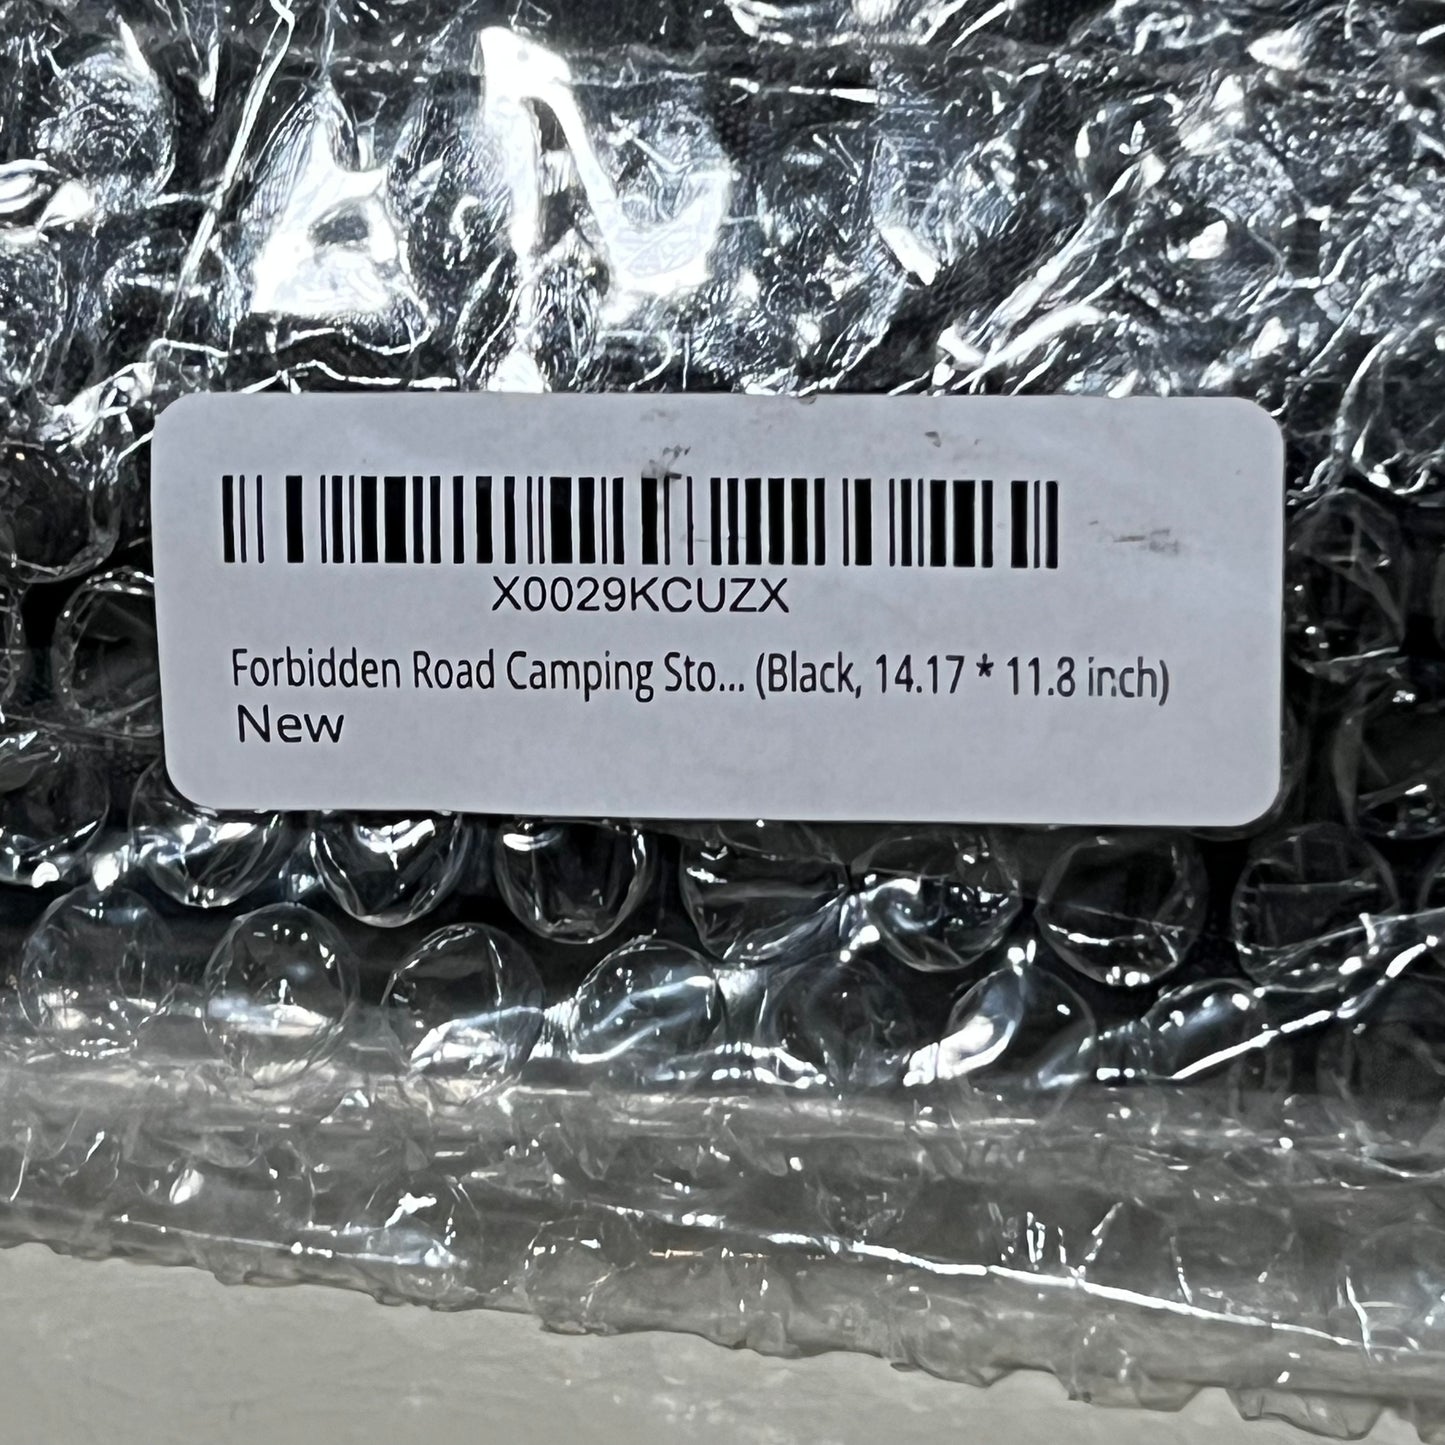 X0029KCUZX
Forbidden Road Camping Sto... (Black, 14.17 * 11.8 inch)
New